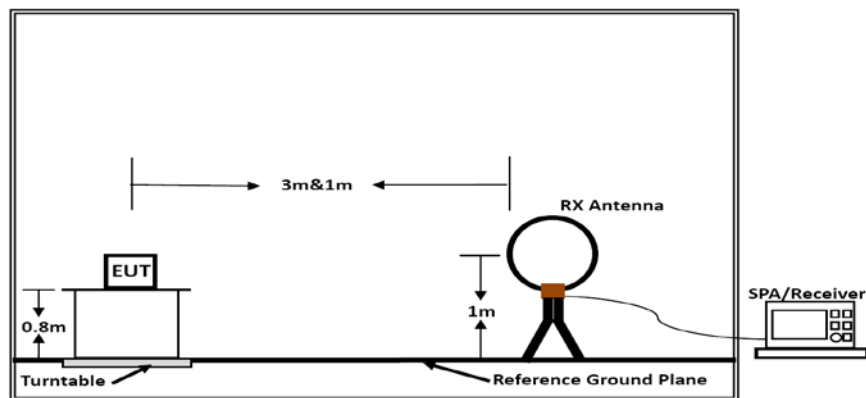 3m&1m
RX Antenna
EUT
SPA/Receiver
0.8m
1m
Turntable
Reference Ground Plane